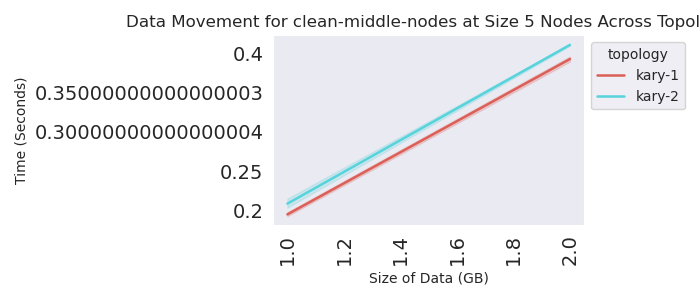 Data Movement for clean-middle-nodes at Size 5 Nodes Across Topol
topology
kary-1
kary-2
Time (Seconds)
0.4
0.35000000000000003
0.30000000000000004
0.25
0.2
1.0
1.2
1.4
1.6
1.8
2.0
Size of Data (GB)